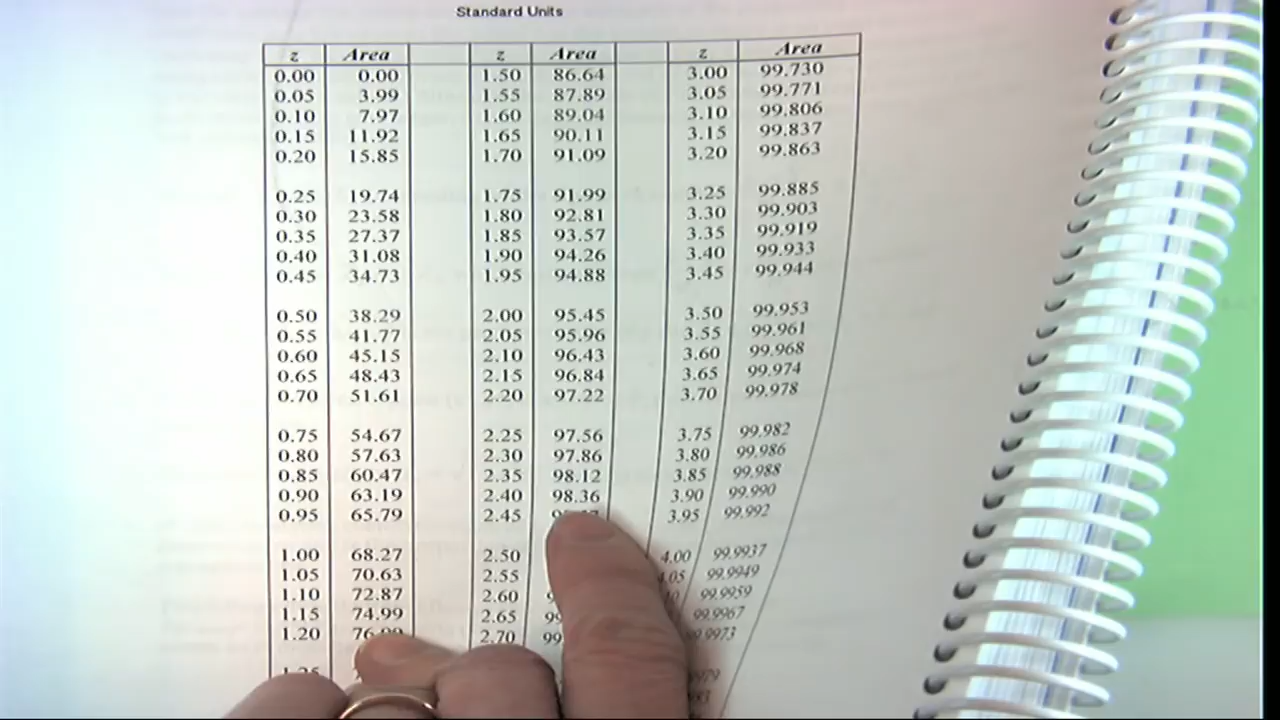 Standard Units
z Area z Area z Area
0.00 0.00 1.50 86.64 3.00 99.730
0.05 3.99 1.55 87.89 3.05 99.771
0.10 7.97 1.60 89.04 3.10 99.806
0.15 11.92 1.65 90.11 3.15 99.837
0.20 15.85 1.70 91.09 3.20 99.863
0.25 19.74 1.75 91.99 3.25 99.885
0.30 23.58 1.80 92.81 3.30 99.903
0.35 27.37 1.85 93.57 3.35 99.919
0.40 31.08 1.90 94.26 3.40 99.933
0.45 34.73 1.95 94.88 3.45 99.944
0.50 38.29 2.00 95.45 3.50 99.953
0.55 41.77 2.05 95.96 3.55 99.961
0.60 45.15 2.10 96.43 3.60 99.968
0.65 48.43 2.15 96.84 3.65 99.974
0.70 51.61 2.20 97.22 3.70 99.978
0.75 54.67 2.25 97.56 3.75 99.982
0.80 57.63 2.30 97.86 3.80 99.986
0.85 60.47 2.35 98.12 3.85 99.988
0.90 63.19 2.40 98.36 3.90 99.990
0.95 65.79 2.45 3.95 99.992
1.00 68.27 2.50 4.00 99.9937
1.05 70.63 2.55 99.9949
1.10 72.87 2.60 99.9959
1.15 74.99 2.65 99.9967
1.20 2.70